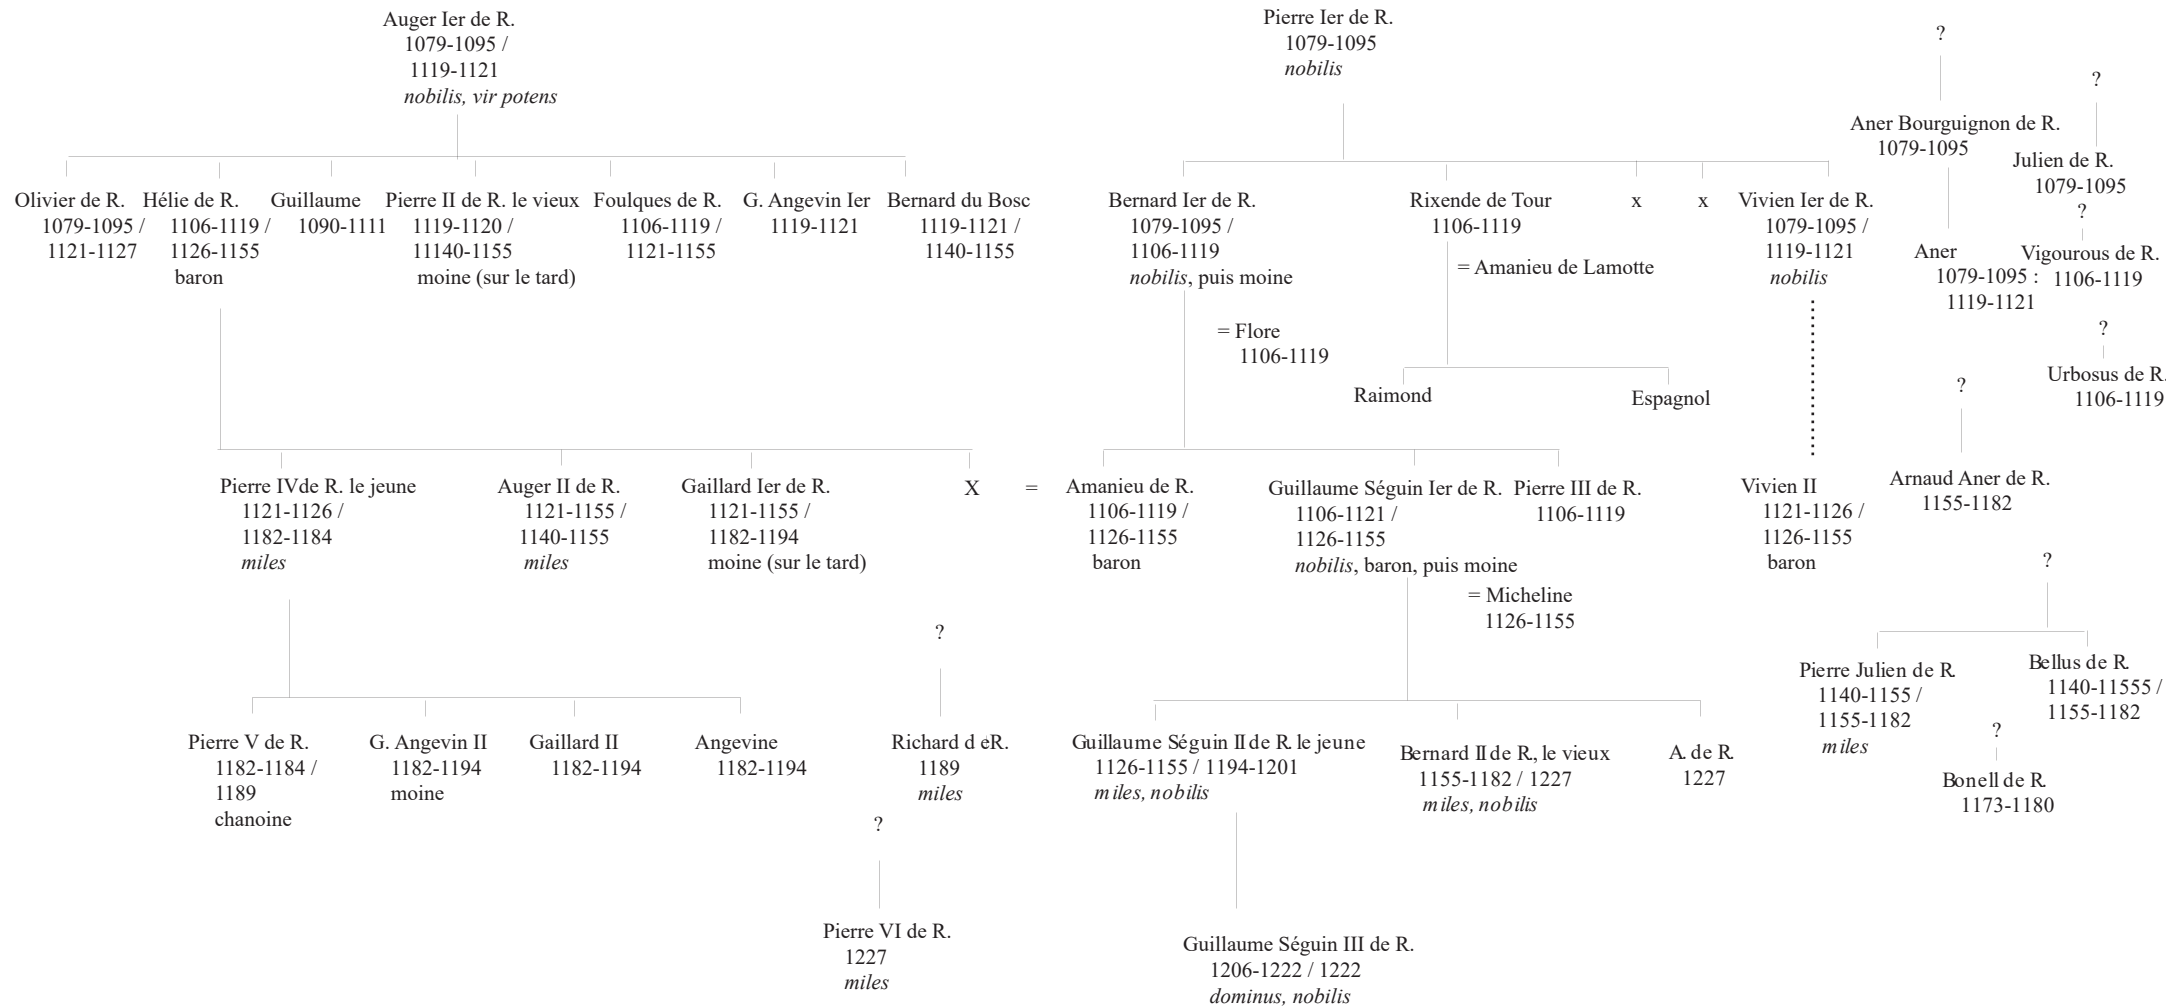 Auger Ier de R.
1079-1095 /
1119-1121
nobilis, vir potens
Pierre Ier de R.
1079-1095
nobilis
?
?
Aner Bourguignon de R.
1079-1095
Julien de R.
1079-1095
Olivier de R.
1079-1095 /
1121-1127
Hélie de R.
1106-1119 /
1126-1155
baron
Guillaume
1090-1111
Pierre II de R. le vieux
1119-1120 /
11140-1155
moine (sur le tard)
Foulques de R.
1106-1119 /
1121-1155
G. Angevin Ier
1119-1121
Bernard du Bosc
1119-1121 /
1140-1155
Bernard Ier de R.
1079-1095 /
1106-1119
nobilis, puis moine
Rixende de Tour
1106-1119
x
x
Vivien Ier de R.
1079-1095 /
1119-1121
nobilis
?
Aner
1079-1095 :
1119-1121
Vigourous de R.
1106-1119
= Amanieu de Lamotte
= Flore
1106-1119
Raimond
Espagnol
?
Urbosus de R.
1106-1119
?
Pierre IVde R. le jeune
1121-1126 /
1182-1184
miles
Auger II de R.
1121-1155 /
1140-1155
miles
Gaillard Ier de R.
1121-1155 /
1182-1194
moine (sur le tard)
X
=
Amanieu de R.
1106-1119 /
1126-1155
baron
Guillaume Séguin Ier de R.
1106-1121 /
1126-1155
nobilis, baron, puis moine
= Micheline
1126-1155
Pierre III de R.
1106-1119
Vivien II
1121-1126 /
1126-1155
baron
Arnaud Aner de R.
1155-1182
?
?
Pierre Julien de R.
1140-1155 /
1155-1182
miles
Bellus de R.
1140-11555 /
1155-1182
Pierre V de R.
1182-1184 /
1189
chanoine
G. Angevin II
1182-1194
moine
Gaillard II
1182-1194
Angevine
1182-1194
Richard d eR.
1189
miles
Guillaume Séguin II de R. le jeune
1126-1155 / 1194-1201
miles, nobilis
Bernard II de R., le vieux
1155-1182 / 1227
miles, nobilis
A. de R.
1227
?
Bonell de R.
1173-1180
?
Pierre VI de R.
1227
miles
Guillaume Séguin III de R.
1206-1222 / 1222
dominus, nobilis